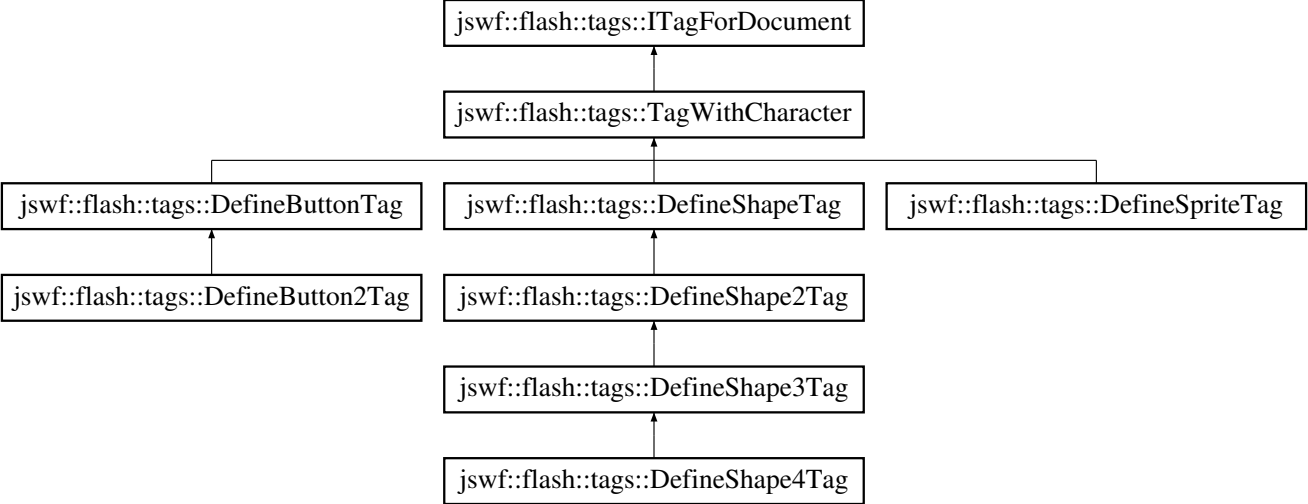 jswf::flash::tags::ITagForDocument
jswf::flash::tags::TagWithCharacter
jswf::flash::tags::DefineButtonTag
jswf::flash::tags::DefineShapeTag
jswf::flash::tags::DefineSpriteTag
jswf::flash::tags::DefineButton2Tag
jswf::flash::tags::DefineShape2Tag
jswf::flash::tags::DefineShape3Tag
jswf::flash::tags::DefineShape4Tag